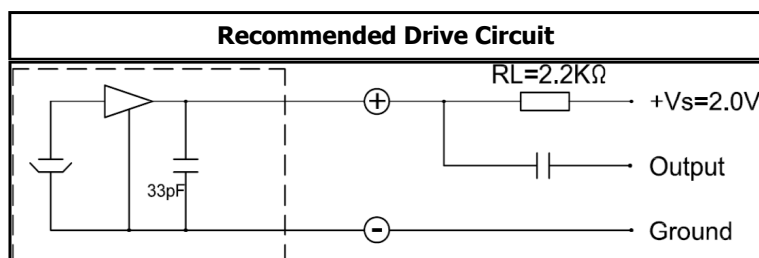 Recommended Drive Circuit
RL=2.2KΩ
+
+Vs=2.0V
33pF
Output
-
Ground